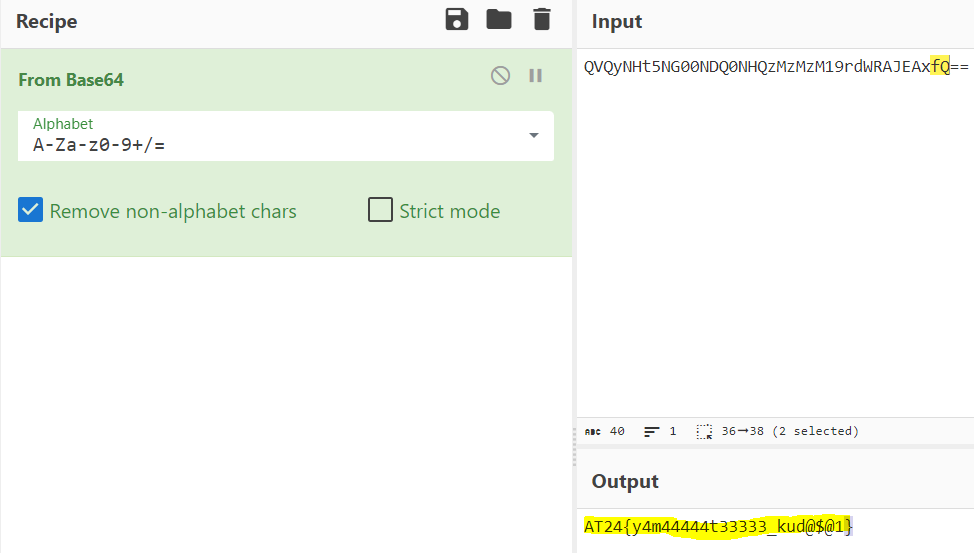 Recipe
Input
From Base64
Alphabet
A-Za-z0-9+/=
Remove non-alphabet chars
Strict mode
QVQyNHt5NG00NDQ0NHQzMzMzM19rdWRAJEAxfQ==
ABC 40 1 36→38 (2 selected)
Output
AT24{y4m44444t33333_kud@$@1}